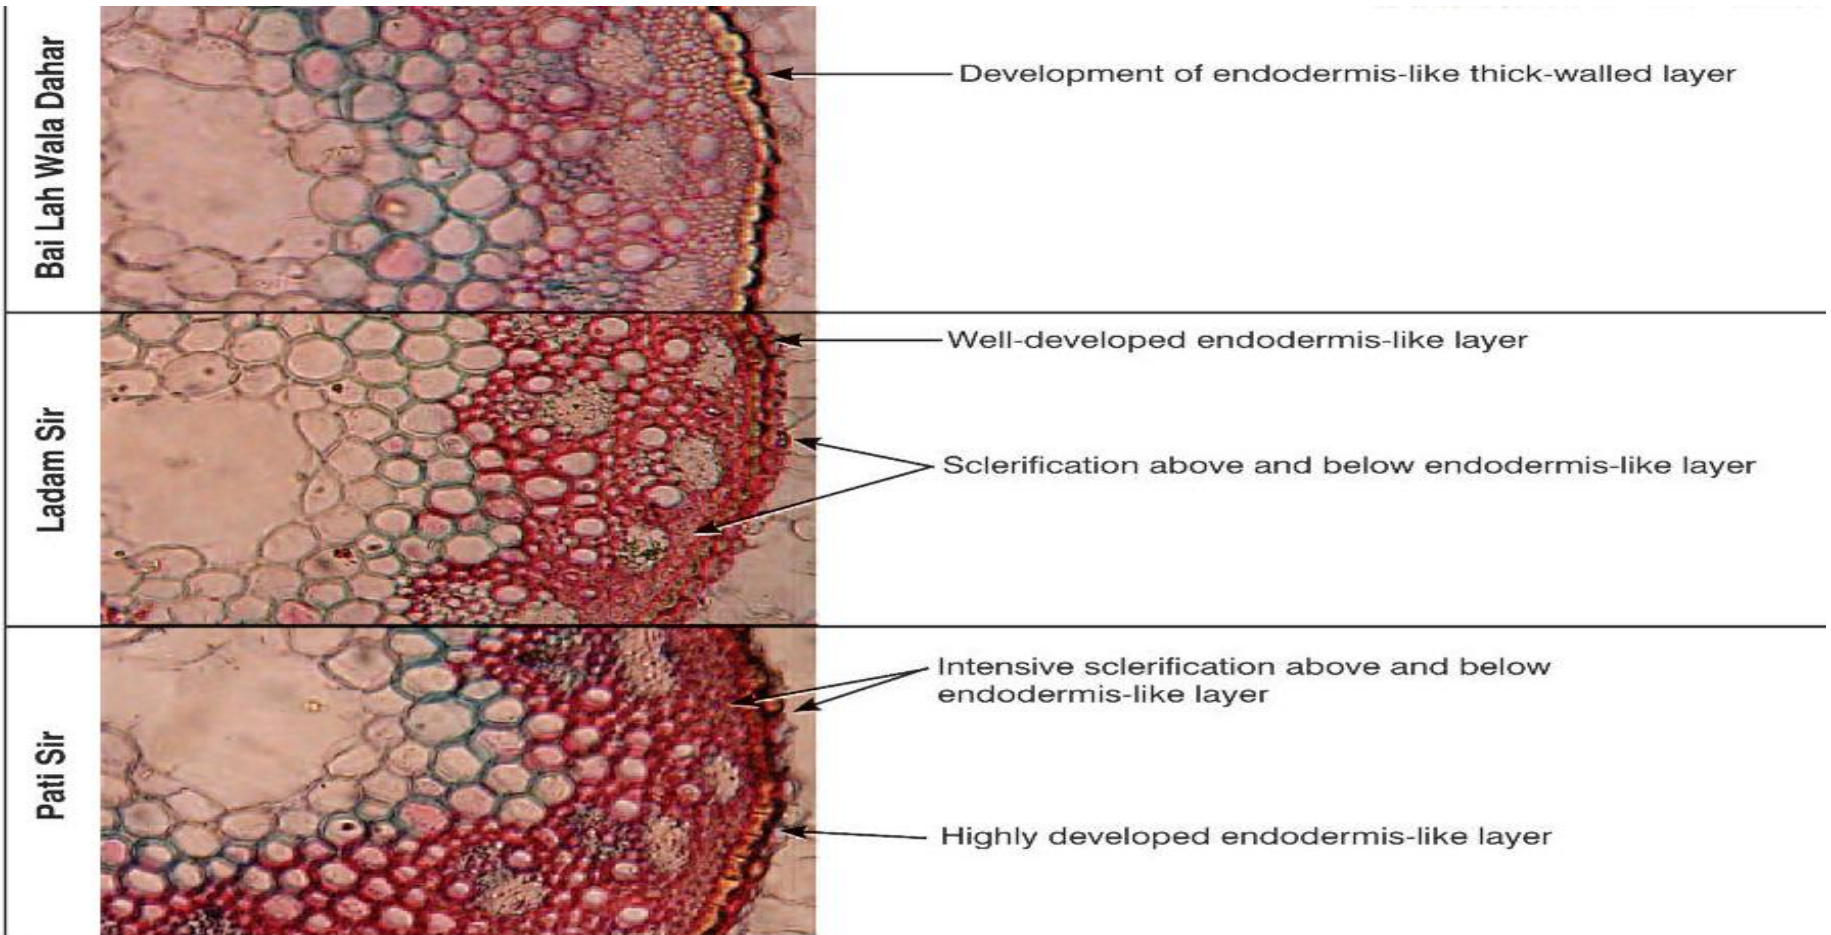 Bai Lah Wala Dahar
Development of endodermis-like thick-walled layer
Ladam Sir
Well-developed endodermis-like layer
Sclerification above and below endodermis-like layer
Pati Sir
Intensive sclerification above and below
endodermis-like layer
Highly developed endodermis-like layer